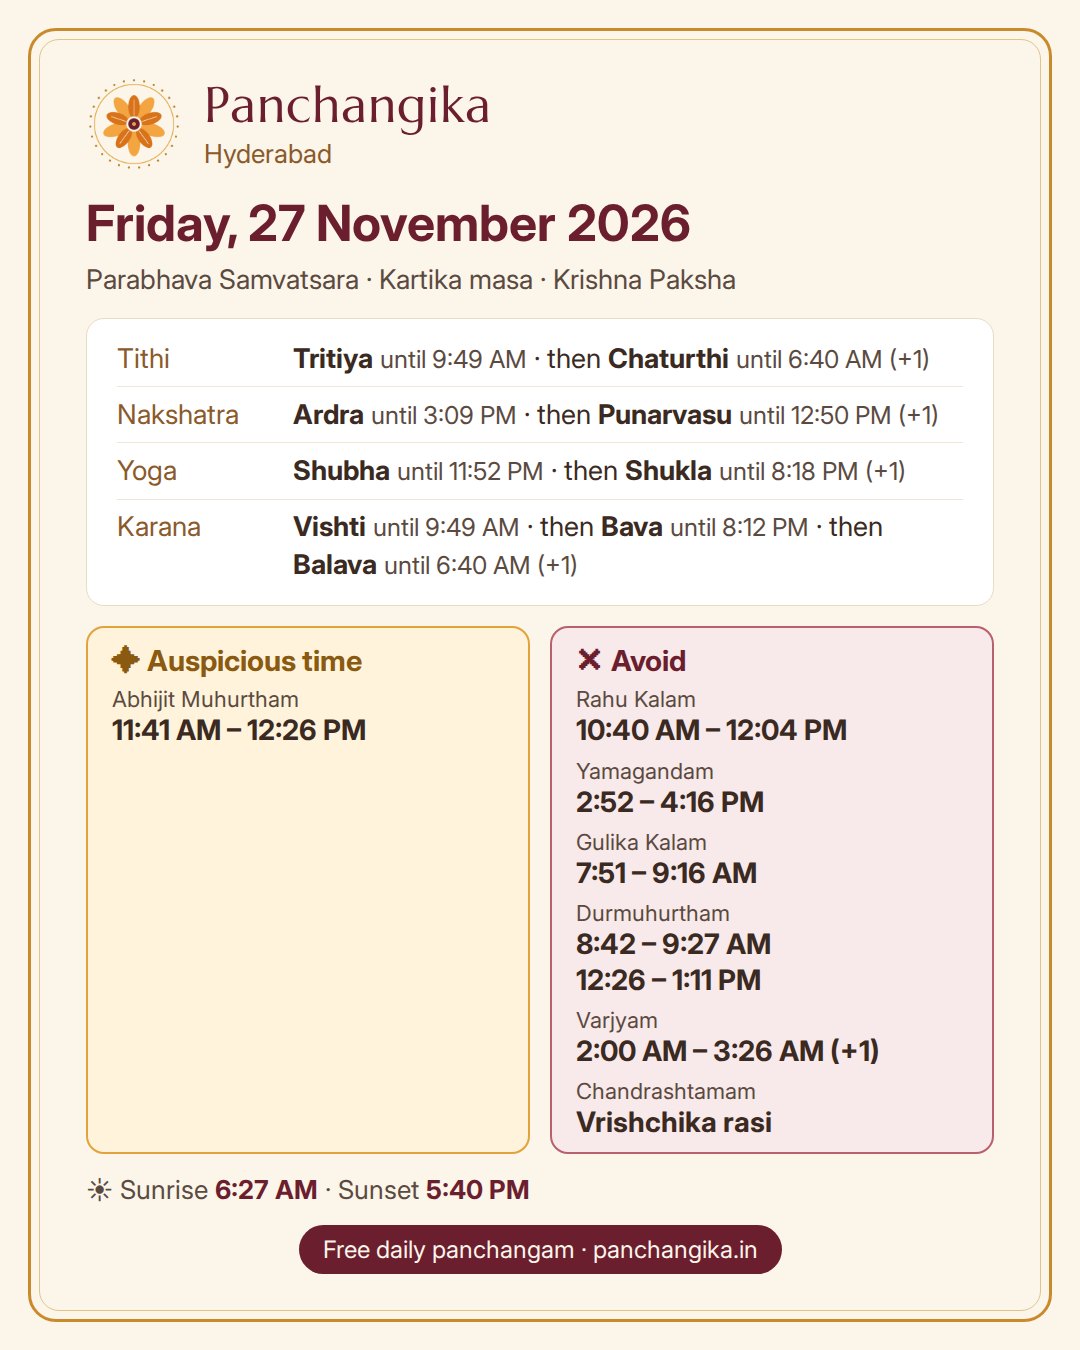 Panchangika
Hyderabad
Friday, 27 November 2026
Parabhava Samvatsara · Kartika masa · Krishna Paksha
Tithi Tritiya until 9:49 AM · then Chaturthi until 6:40 AM (+1)
Nakshatra Ardra until 3:09 PM · then Punarvasu until 12:50 PM (+1)
Yoga Shubha until 11:52 PM · then Shukla until 8:18 PM (+1)
Karana Vishti until 9:49 AM · then Bava until 8:12 PM · then
Balava until 6:40 AM (+1)
Auspicious time
Abhijit Muhurtham
11:41 AM – 12:26 PM
Avoid
Rahu Kalam
10:40 AM – 12:04 PM
Yamagandam
2:52 – 4:16 PM
Gulika Kalam
7:51 – 9:16 AM
Durmuhurtham
8:42 – 9:27 AM
12:26 – 1:11 PM
Varjyam
2:00 AM – 3:26 AM (+1)
Chandrashtamam
Vrishchika rasi
Sunrise 6:27 AM · Sunset 5:40 PM
Free daily panchangam · panchangika.in